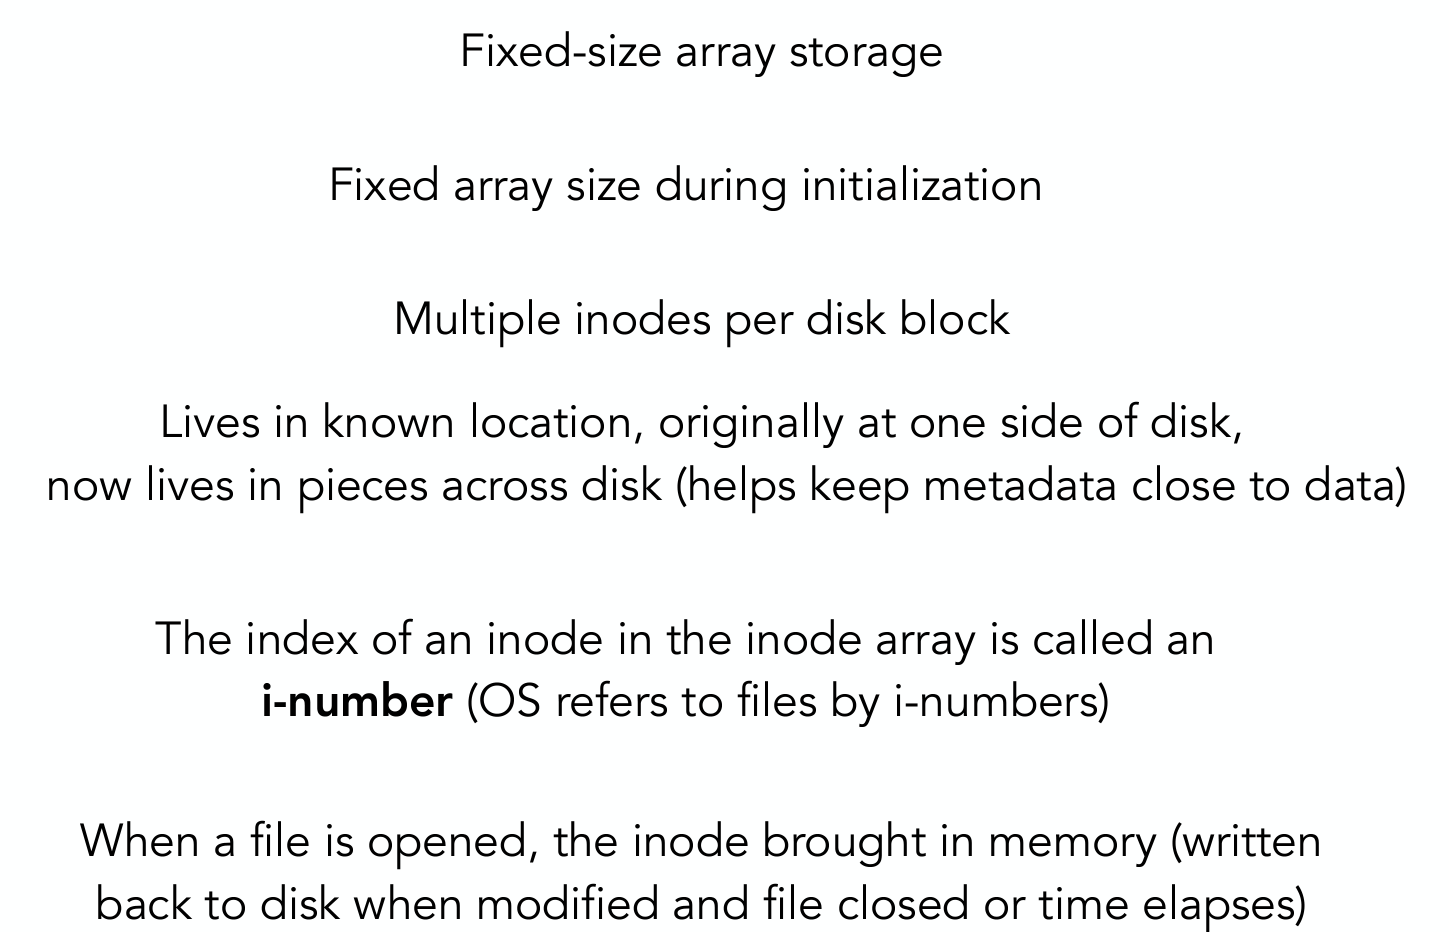 Fixed-size array storage
Fixed array size during initialization
Multiple inodes per disk block
Lives in known location, originally at one side of disk,
now lives in pieces across disk (helps keep metadata close to data)
The index of an inode in the inode array is called an
i-number (OS refers to files by i-numbers)
When a file is opened, the inode brought in memory (written
back to disk when modified and file closed or time elapses)